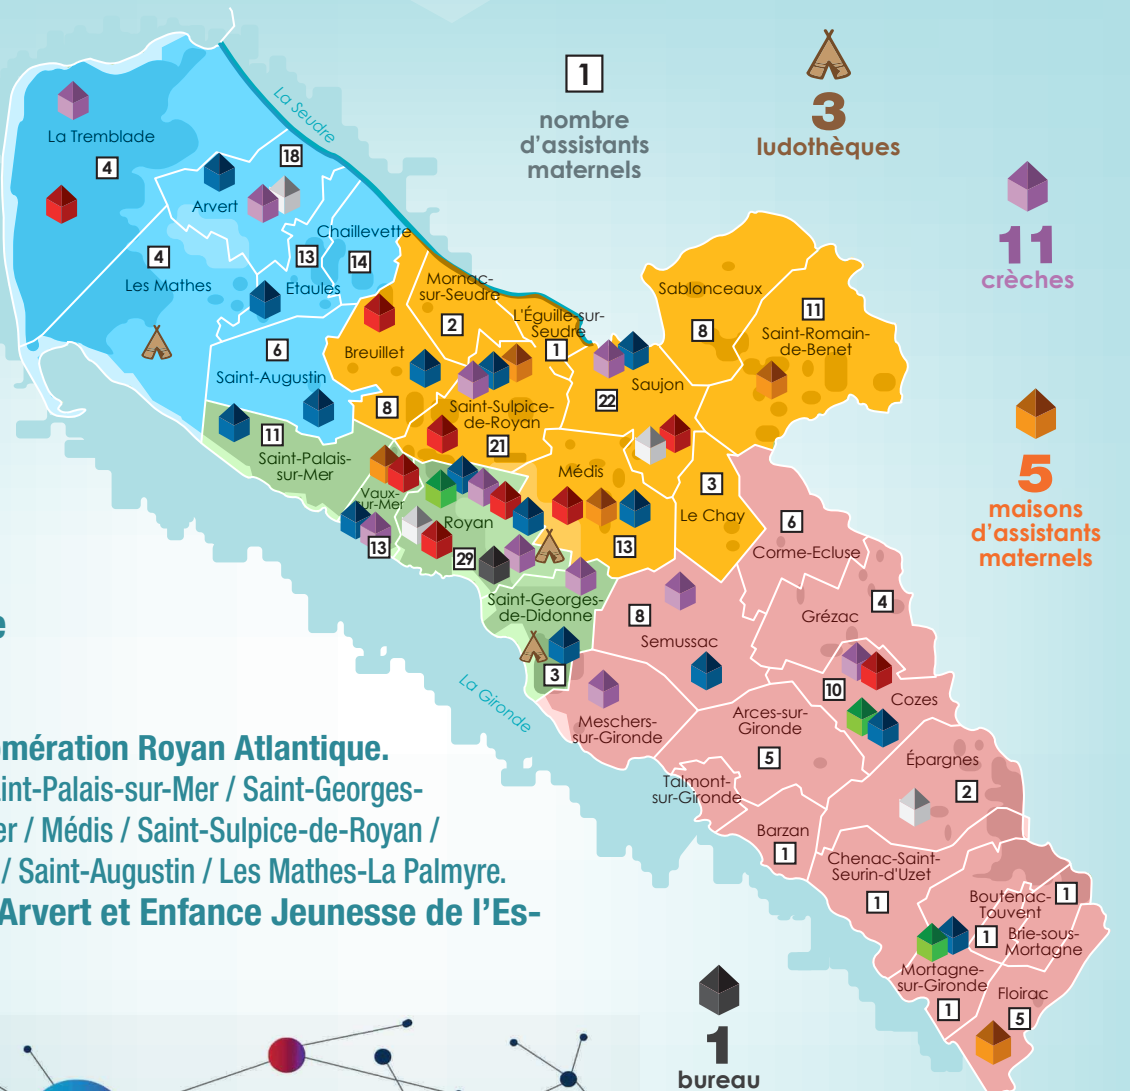 1
nombre
d'assistants
maternels
3
ludothèques
11
crèches
5
maisons
d'assistants
maternels
1
bureau
La Seudre
La Tremblade
4
18
Arvert
Chaillevette
4
13
14
Les Mathes
Etaules
6
Saint-Augustin
Mornac-
sur-Seudre
2
L'Éguille-sur-
Seudre
1
Breuillet
8
Sablonceaux
8
11
Saint-Romain-
de-Benet
Saujon
22
Saint-Sulpice-
de-Royan
21
11
Saint-Palais-
sur-Mer
Médis
13
3
Le Chay
Vaux-
sur-Mer
13
Royan
29
6
Corme-Ecluse
Saint-Georges-
de-Didonne
3
8
Semussac
4
Grézac
10
Cozes
La Gironde
Meschers-
sur-Gironde
Arces-sur-
Gironde
5
Épargnes
2
Talmont-
sur-Gironde
Barzan
1
Chenac-Saint-
Seurin-d'Uzet
1
Boutenac-
Touvent
1
1
Brie-sous-
Mortagne
Mortagne-
sur-Gironde
1
Floirac
5
e
omération Royan Atlantique.
int-Palais-sur-Mer / Saint-Georges-
er / Médis / Saint-Sulpice-de-Royan /
/ Saint-Augustin / Les Mathes-La Palmyre.
Arvert et Enfance Jeunesse de l'Es-